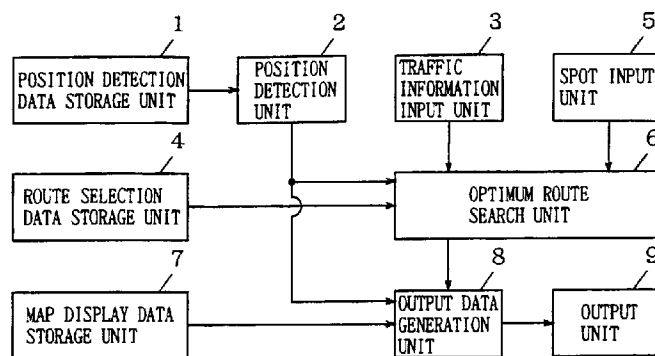 1
POSITION DETECTION
DATA STORAGE UNIT
2
POSITION
DETECTION
UNIT
3
TRAFFIC
INFORMATION
INPUT UNIT
5
SPOT INPUT
UNIT
4
ROUTE SELECTION
DATA STORAGE UNIT
6
OPTIMUM ROUTE
SEARCH UNIT
7
MAP DISPLAY DATA
STORAGE UNIT
8
OUTPUT DATA
GENERATION
UNIT
9
OUTPUT
UNIT